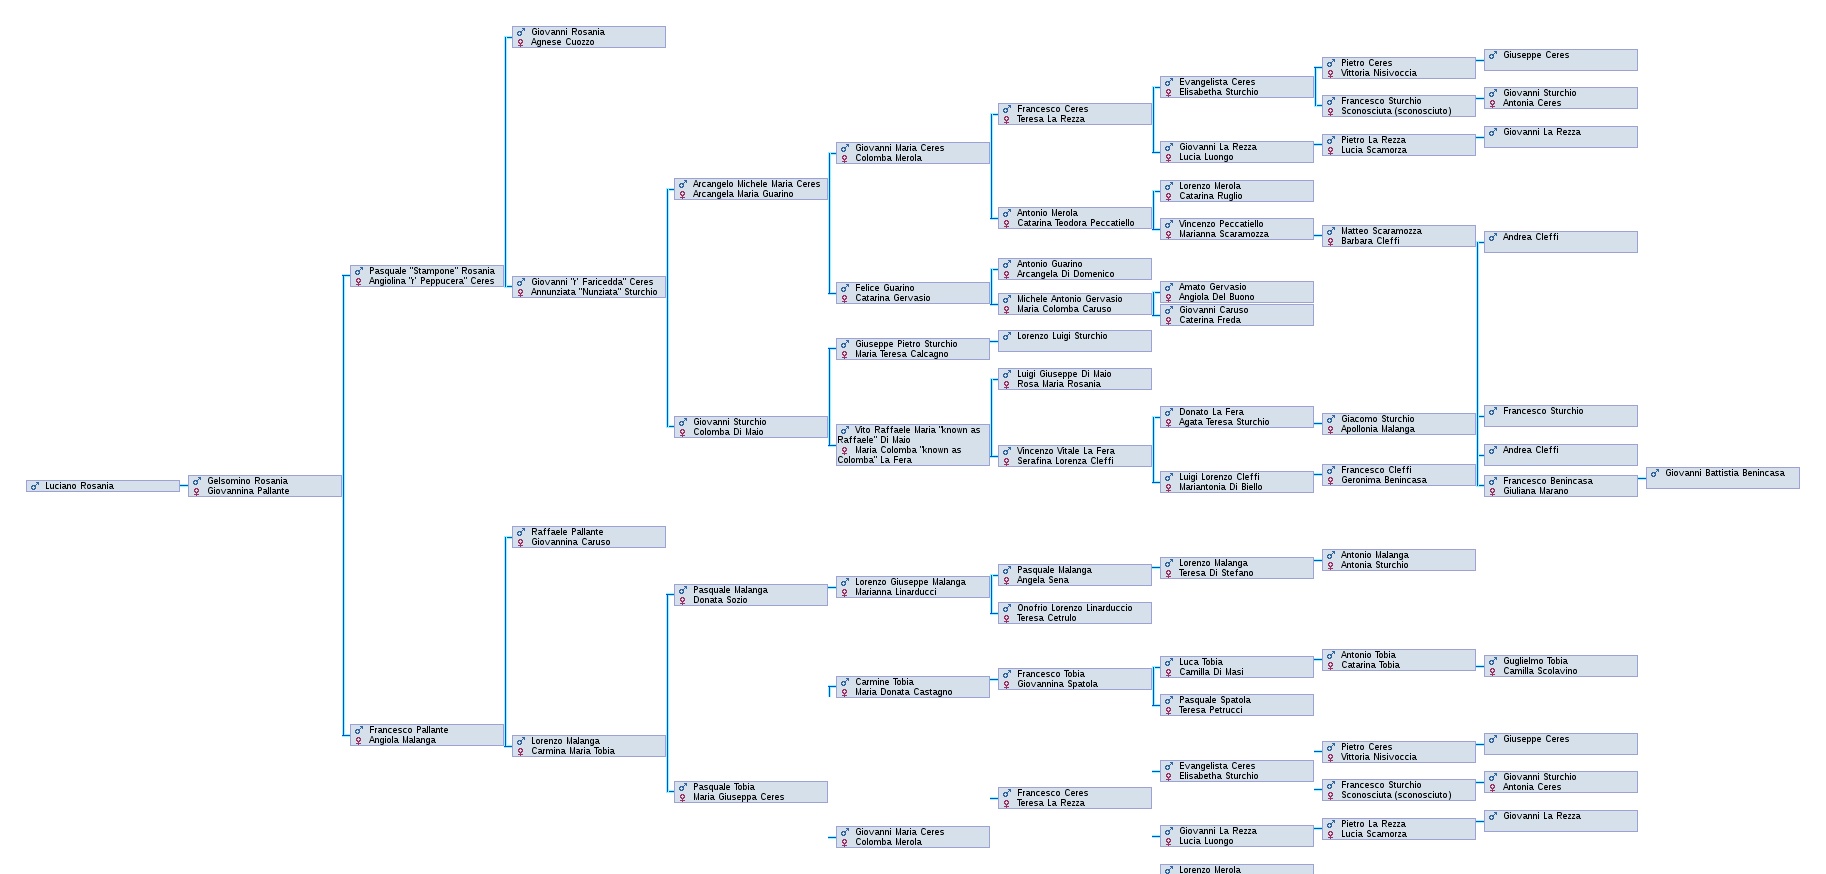 Luciano Rosania
Gelsomino Rosania
Giovannina Pallante
Pasquale "Stampone" Rosania
Angiolina "r' Peppucera" Ceres
Francesco Pallante
Angiola Malanga
Giovanni Rosania
Agnese Cuozzo
Giovanni "r' Faricedda" Ceres
Annunziata "Nunziata" Sturchio
Raffaele Pallante
Giovannina Caruso
Lorenzo Malanga
Carmina Maria Tobia
Arcangelo Michele Maria Ceres
Arcangela Maria Guarino
Giovanni Sturchio
Colomba Di Maio
Pasquale Malanga
Donata Sozio
Pasquale Tobia
Maria Giuseppa Ceres
Giovanni Maria Ceres
Colomba Merola
Felice Guarino
Catarina Gervasio
Giuseppe Pietro Sturchio
Maria Teresa Calcagno
Vito Raffaele Maria "known as
Raffaele" Di Maio
Maria Colomba "known as
Colomba" La Fera
Lorenzo Giuseppe Malanga
Marianna Linarducci
Carmine Tobia
Maria Donata Castagno
Giovanni Maria Ceres
Colomba Merola
Francesco Ceres
Teresa La Rezza
Antonio Merola
Catarina Teodora Peccatiello
Antonio Guarino
Arcangela Di Domenico
Michele Antonio Gervasio
Maria Colomba Caruso
Lorenzo Luigi Sturchio
Luigi Giuseppe Di Maio
Rosa Maria Rosania
Vincenzo Vitale La Fera
Serafina Lorenza Cleffi
Pasquale Malanga
Angela Sena
Onofrio Lorenzo Linarduccio
Teresa Cetrulo
Francesco Tobia
Giovannina Spatola
Francesco Ceres
Teresa La Rezza
Evangelista Ceres
Elisabetha Sturchio
Giovanni La Rezza
Lucia Luongo
Lorenzo Merola
Catarina Ruglio
Vincenzo Peccatiello
Marianna Scaramozza
Amato Gervasio
Angiola Del Buono
Giovanni Caruso
Caterina Freda
Donato La Fera
Agata Teresa Sturchio
Luigi Lorenzo Cleffi
Mariantonia Di Biello
Lorenzo Malanga
Teresa Di Stefano
Luca Tobia
Camilla Di Masi
Pasquale Spatola
Teresa Petrucci
Evangelista Ceres
Elisabetha Sturchio
Giovanni La Rezza
Lucia Luongo
Lorenzo Merola
Pietro Ceres
Vittoria Nisivoccia
Francesco Sturchio
Sconosciuta (sconosciuto)
Pietro La Rezza
Lucia Scamorza
Matteo Scaramozza
Barbara Cleffi
Giacomo Sturchio
Apollonia Malanga
Francesco Cleffi
Geronima Benincasa
Antonio Malanga
Antonia Sturchio
Antonio Tobia
Catarina Tobia
Pietro Ceres
Vittoria Nisivoccia
Francesco Sturchio
Sconosciuta (sconosciuto)
Pietro La Rezza
Lucia Scamorza
Giuseppe Ceres
Giovanni Sturchio
Antonia Ceres
Giovanni La Rezza
Andrea Cleffi
Francesco Sturchio
Andrea Cleffi
Francesco Benincasa
Giuliana Marano
Guglielmo Tobia
Camilla Scolavino
Giuseppe Ceres
Giovanni Sturchio
Antonia Ceres
Giovanni La Rezza
Giovanni Battistia Benincasa